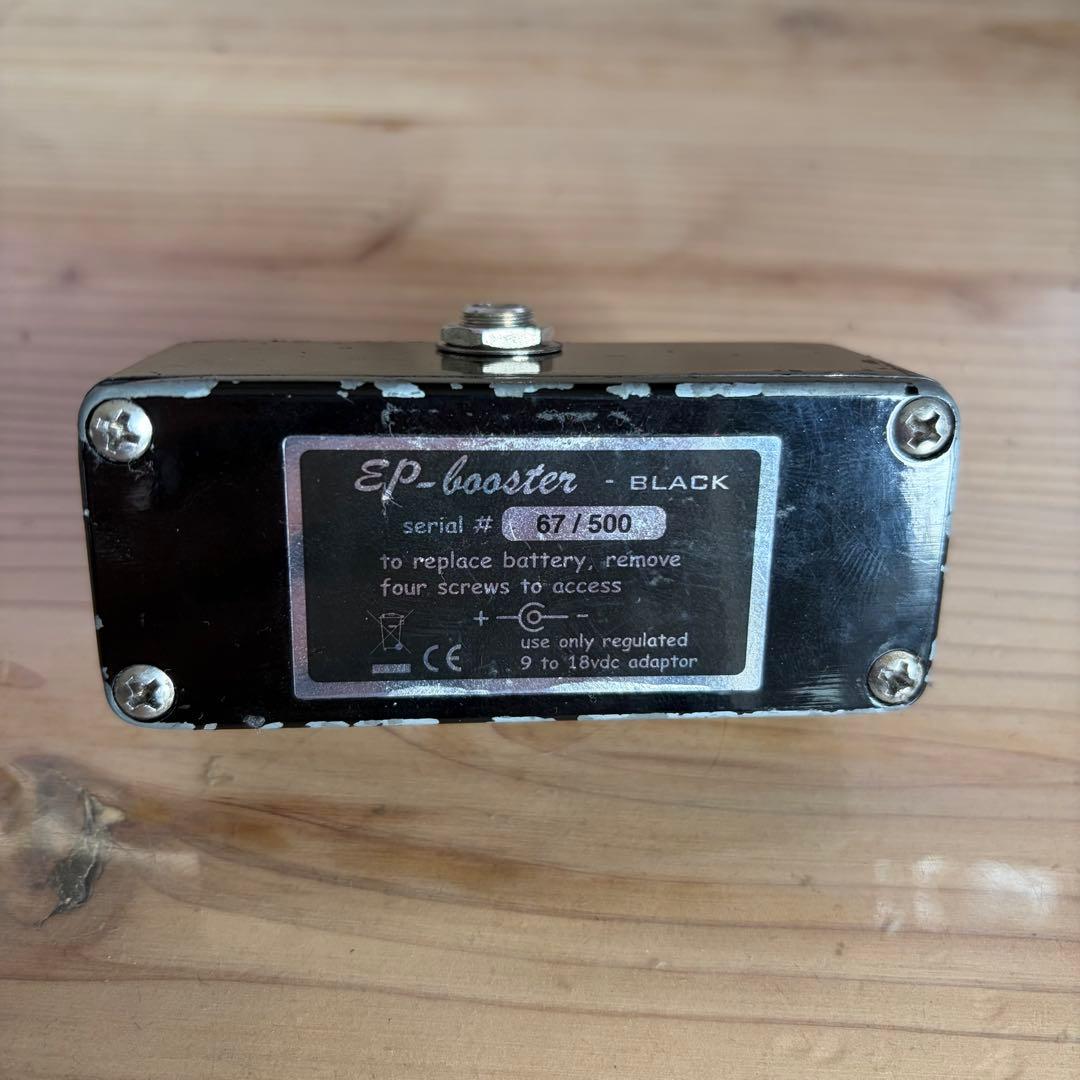 EP-booster - BLACK
serial # 67 / 500
to replace battery, remove
four screws to access
+ -
use only regulated
9 to 18vdc adaptor
CE